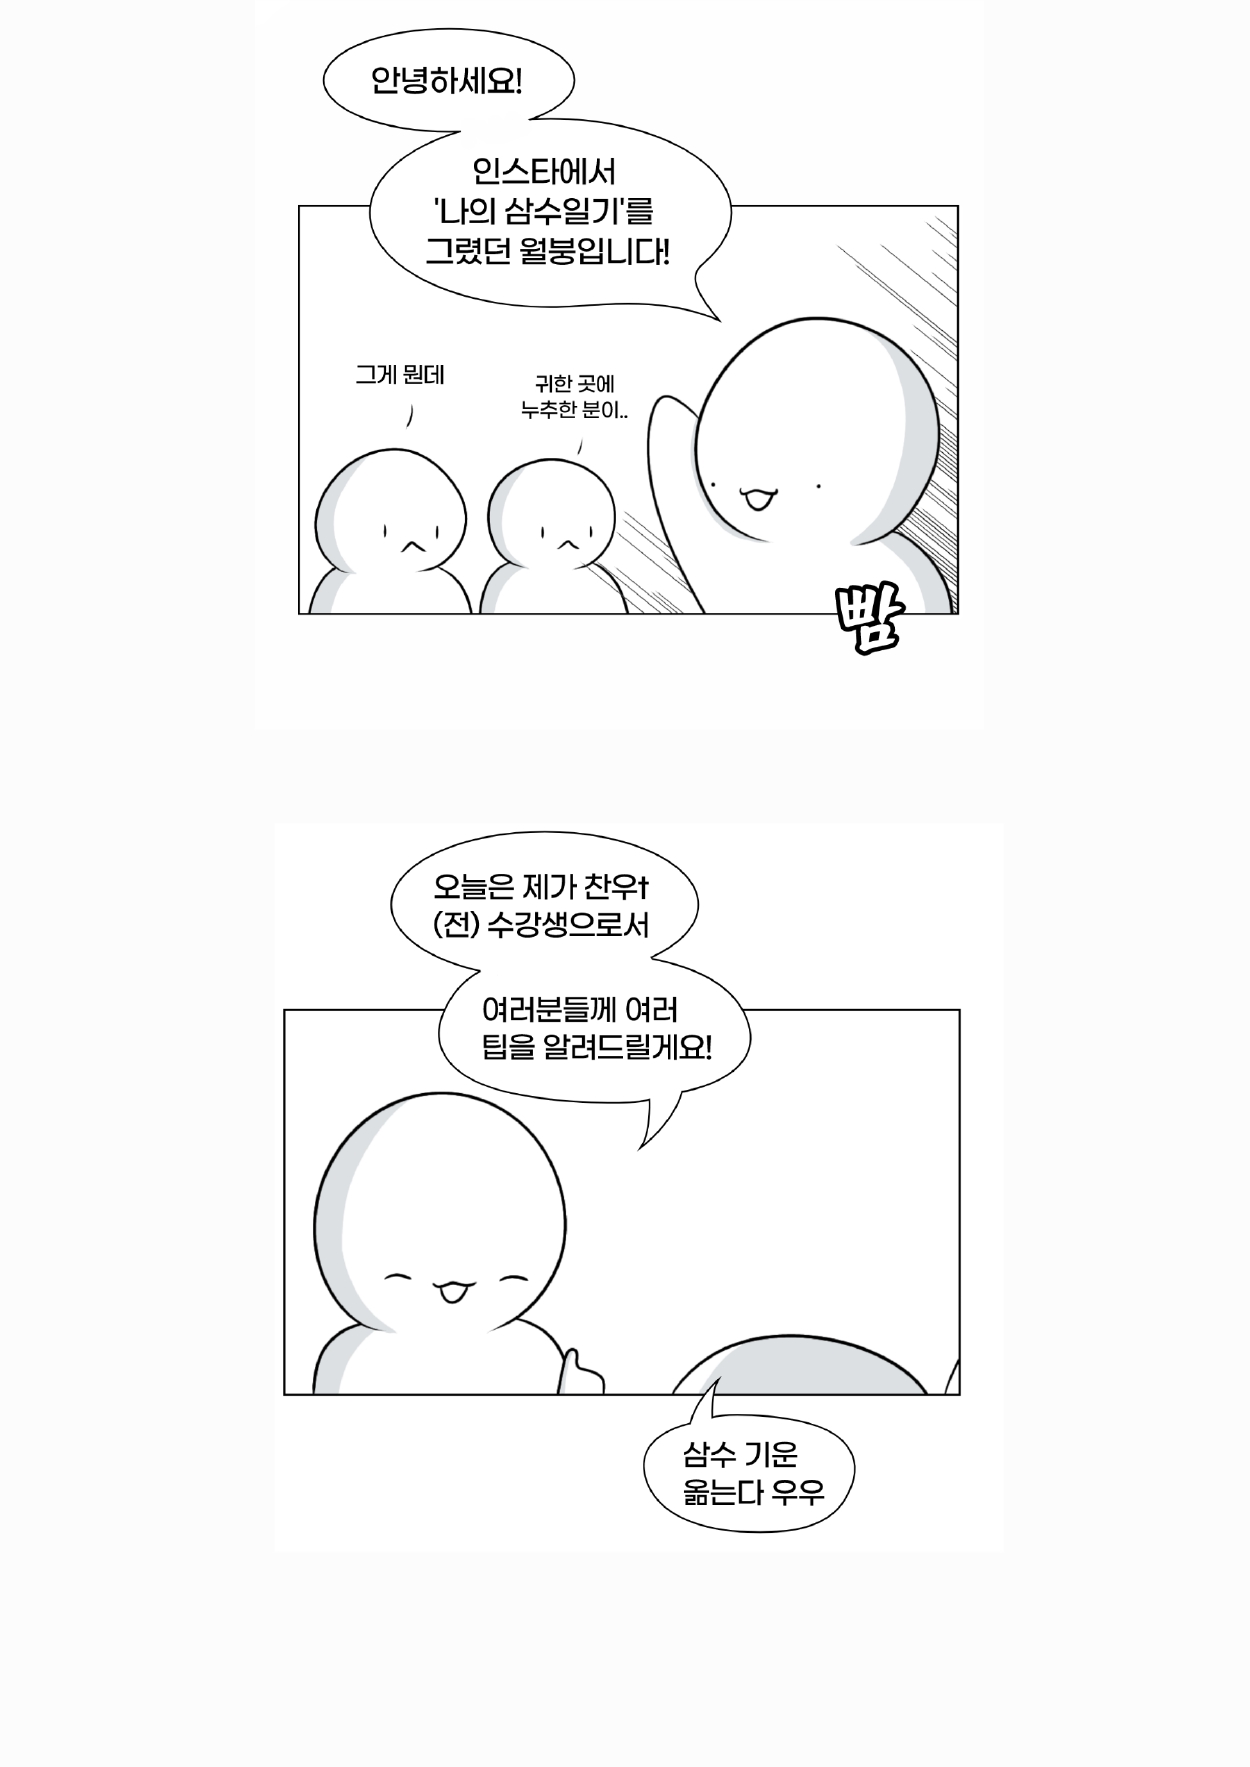 안녕하세요!
인스타에서
'나의 삼수일기'를
그렸던 월붕입니다!
그게 뭔데
귀한 곳에
누추한 분이..
빰
오늘은 제가 찬우†
(전) 수강생으로서
여러분들께 여러
팁을 알려드릴게요!
삼수 기운
옮는다 우우